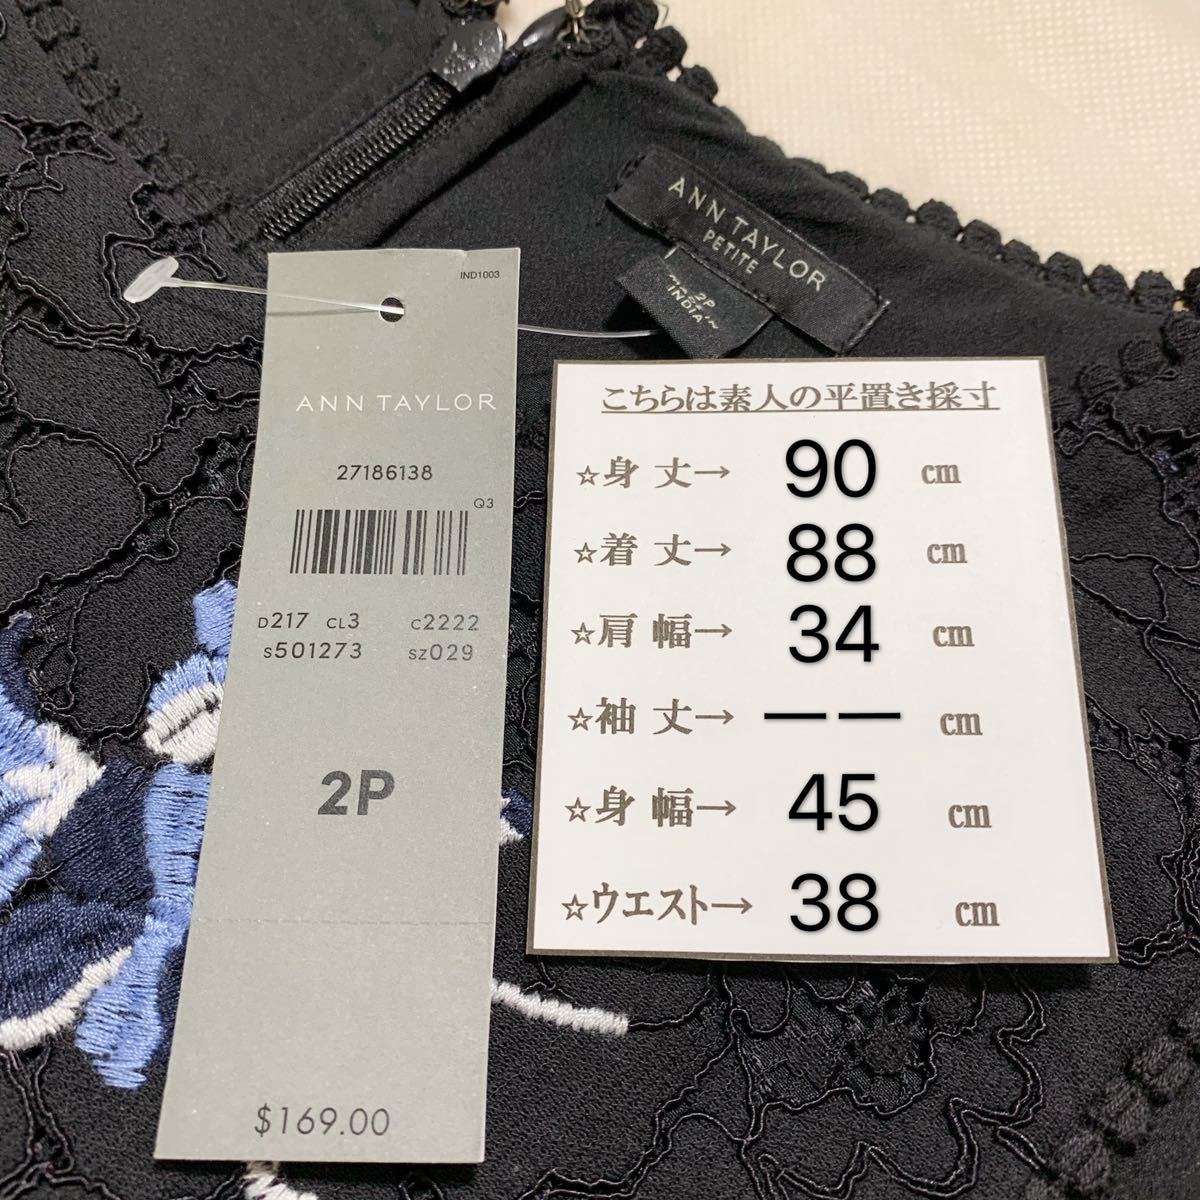 ANN TAYLOR
PETITE
2P
INDIA
IND1003
ANN TAYLOR
27186138
Q3
D217 CL3 C2222
S501273 SZ029
2P
$169.00
こちらは素人の平置き採寸
☆身 丈→ 90 cm
☆着 丈→ 88 cm
☆肩 幅→ 34 cm
☆袖 丈→ ーー cm
☆身 幅→ 45 cm
☆ウエスト→ 38 cm